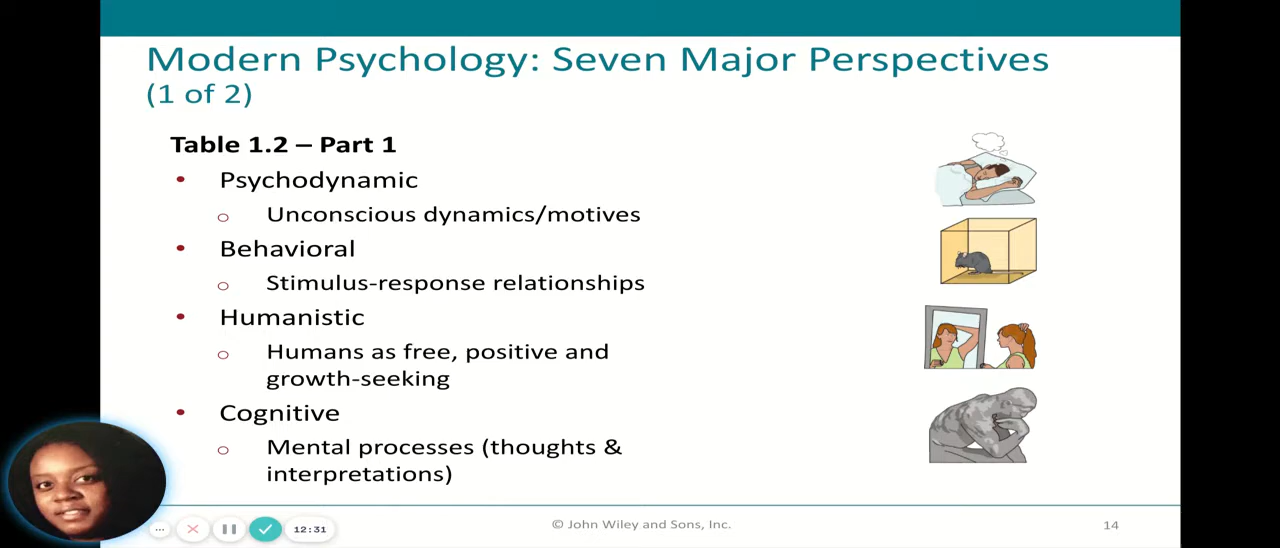 Modern Psychology: Seven Major Perspectives
(1 of 2)
Table 1.2 – Part 1
• Psychodynamic
o Unconscious dynamics/motives
• Behavioral
o Stimulus-response relationships
• Humanistic
o Humans as free, positive and
growth-seeking
• Cognitive
o Mental processes (thoughts &
interpretations)
12:31
© John Wiley and Sons, Inc.
14